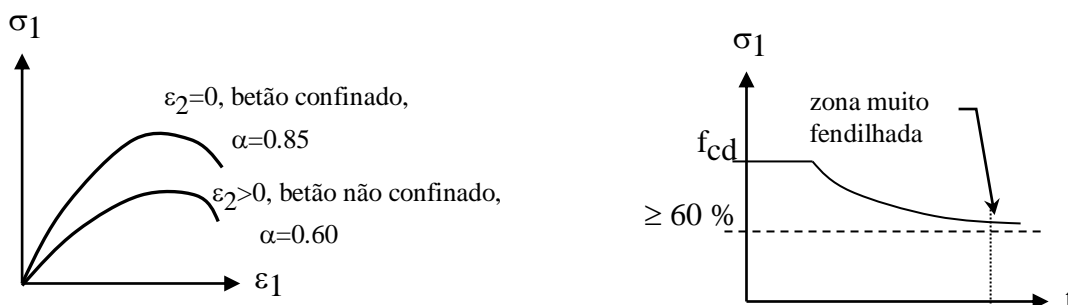 σ1
ε2=0, betão confinado,
α=0.85
ε2>0, betão não confinado,
α=0.60
ε1
σ1
zona muito
fendilhada
fcd
≥ 60 %